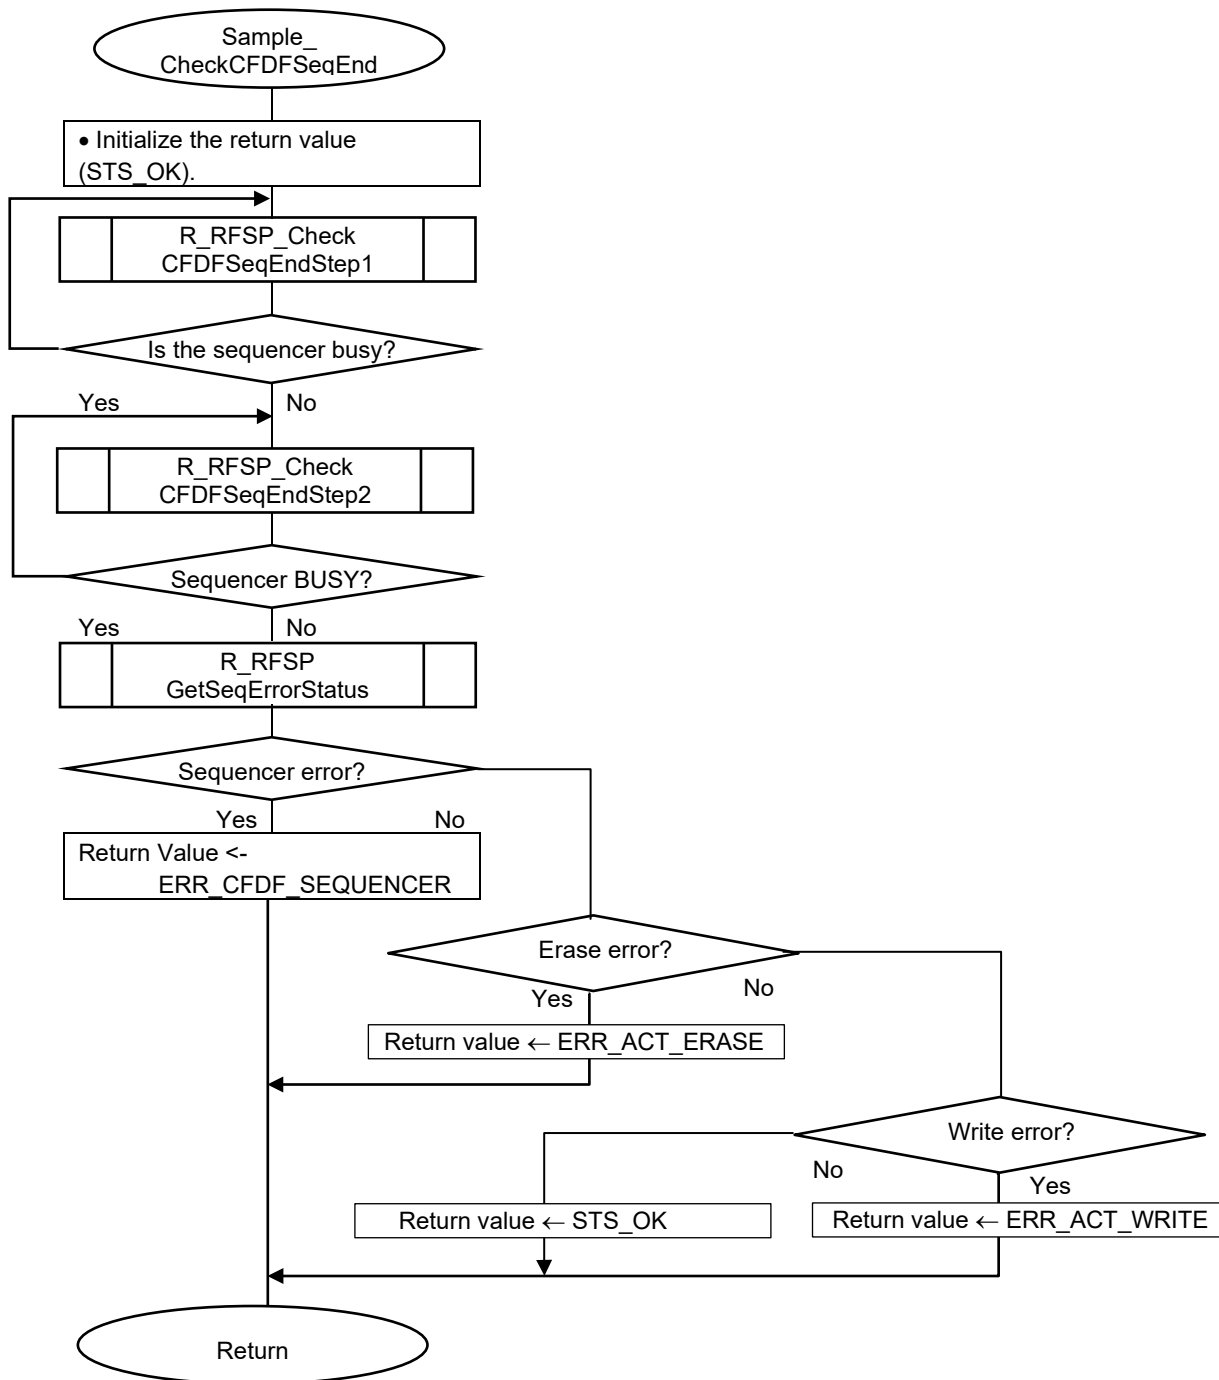 Sample_
CheckCFDFSeqEnd
• Initialize the return value
(STS_OK).
R_RFSP_Check
CFDFSeqEndStep1
Is the sequencer busy?
Yes
No
R_RFSP_Check
CFDFSeqEndStep2
Sequencer BUSY?
Yes
No
R_RFSP
GetSeqErrorStatus
Sequencer error?
Yes
No
Return Value <-
ERR_CFDF_SEQUENCER
Erase error?
Yes
No
Return value ← ERR_ACT_ERASE
Write error?
No
Yes
Return value ← STS_OK
Return value ← ERR_ACT_WRITE
Return